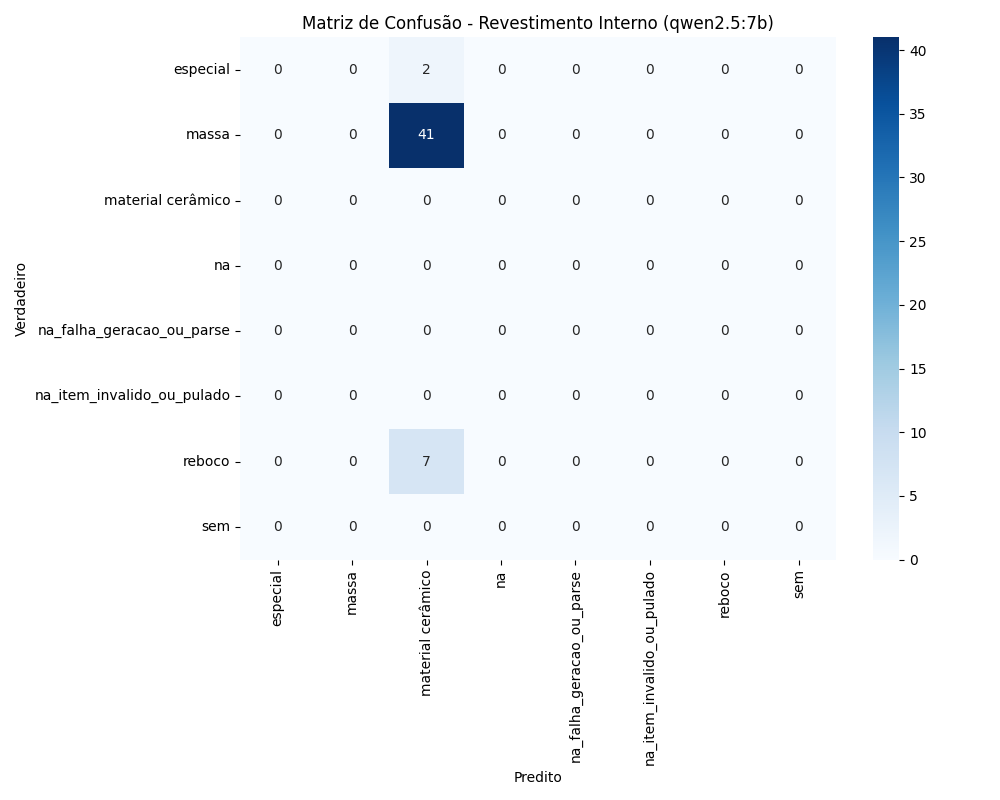 Matriz de Confusão - Revestimento Interno (qwen2.5:7b)
especial 0 0 2 0 0 0 0 0
massa 0 0 41 0 0 0 0 0
material cerâmico 0 0 0 0 0 0 0 0
na 0 0 0 0 0 0 0 0
na_falha_geracao_ou_parse 0 0 0 0 0 0 0 0
na_item_invalido_ou_pulado 0 0 0 0 0 0 0 0
reboco 0 0 7 0 0 0 0 0
sem 0 0 0 0 0 0 0 0
Verdadeiro
especial
massa
material cerâmico
na
na_falha_geracao_ou_parse
na_item_invalido_ou_pulado
reboco
sem
Predito
40
35
30
25
20
15
10
5
0